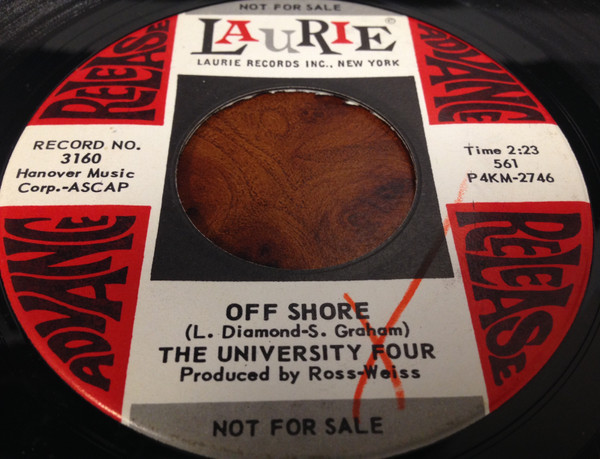 NOT FOR SALE
LAURIE®
LAURIE RECORDS INC., NEW YORK
ADVANCE RELEASE
ADVANCE RELEASE
RECORD NO.
3160
Hanover Music
Corp.-ASCAP
Time 2:23
561
P4KM-2746
OFF SHORE
(L. Diamond-S. Graham)
THE UNIVERSITY FOUR
Produced by Ross-Weiss
NOT FOR SALE